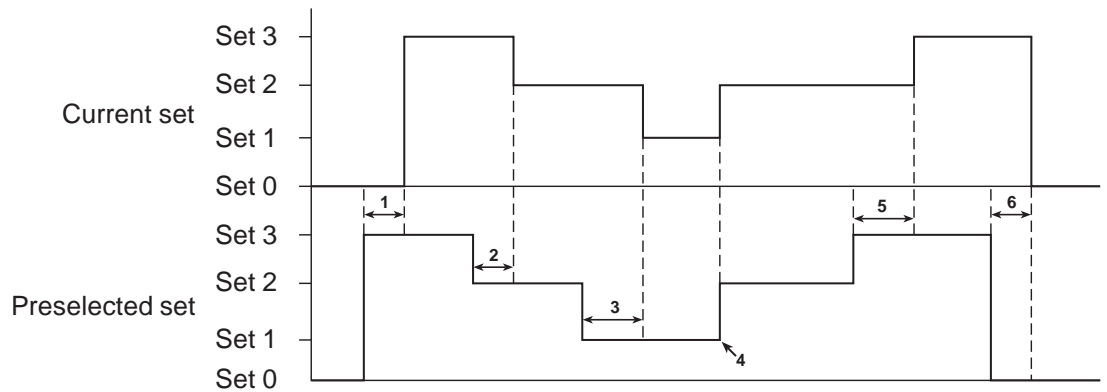 Set 3
Set 2
Current set
Set 1
Set 0
1
5
6
Set 3
2
Set 2
Preselected set
3
Set 1
4
Set 0